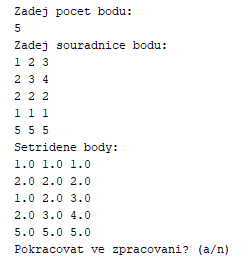 Zadej pocet bodu:
5
Zadej souradnice bodu:
1 2 3
2 3 4
2 2 2
1 1 1
5 5 5
Setridene body:
1.0 1.0 1.0
2.0 2.0 2.0
1.0 2.0 3.0
2.0 3.0 4.0
5.0 5.0 5.0
Pokracovat ve zpracovani? (a/n)